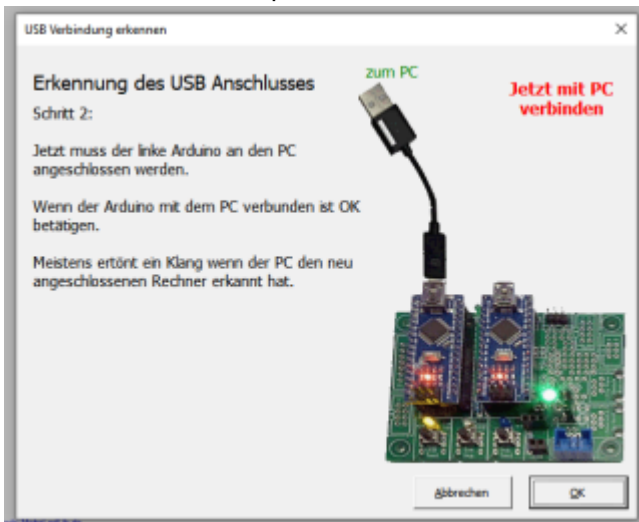 USB Verbindung erkennen
Erkennung des USB Anschlusses
zum PC
Jetzt mit PC
verbinden
Schritt 2:
Jetzt muss der linke Arduino an den PC
angeschlossen werden.
Wenn der Arduino mit dem PC verbunden ist OK
betätigen.
Meistens ertönt ein Klang wenn der PC den neu
angeschlossenen Rechner erkannt hat.
Abbrechen
OK